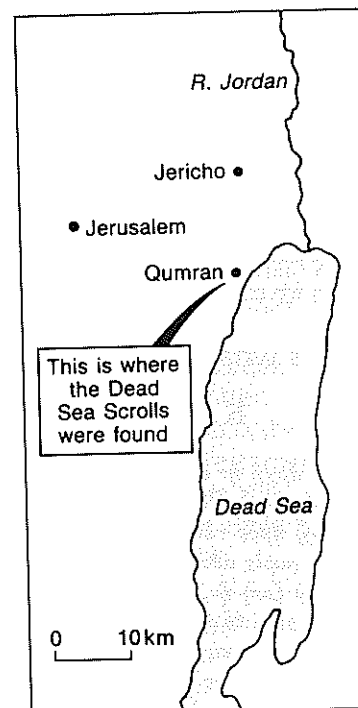 R. Jordan
Jericho
Jerusalem
Qumran
This is where
the Dead
Sea Scrolls
were found
Dead Sea
0 10 km